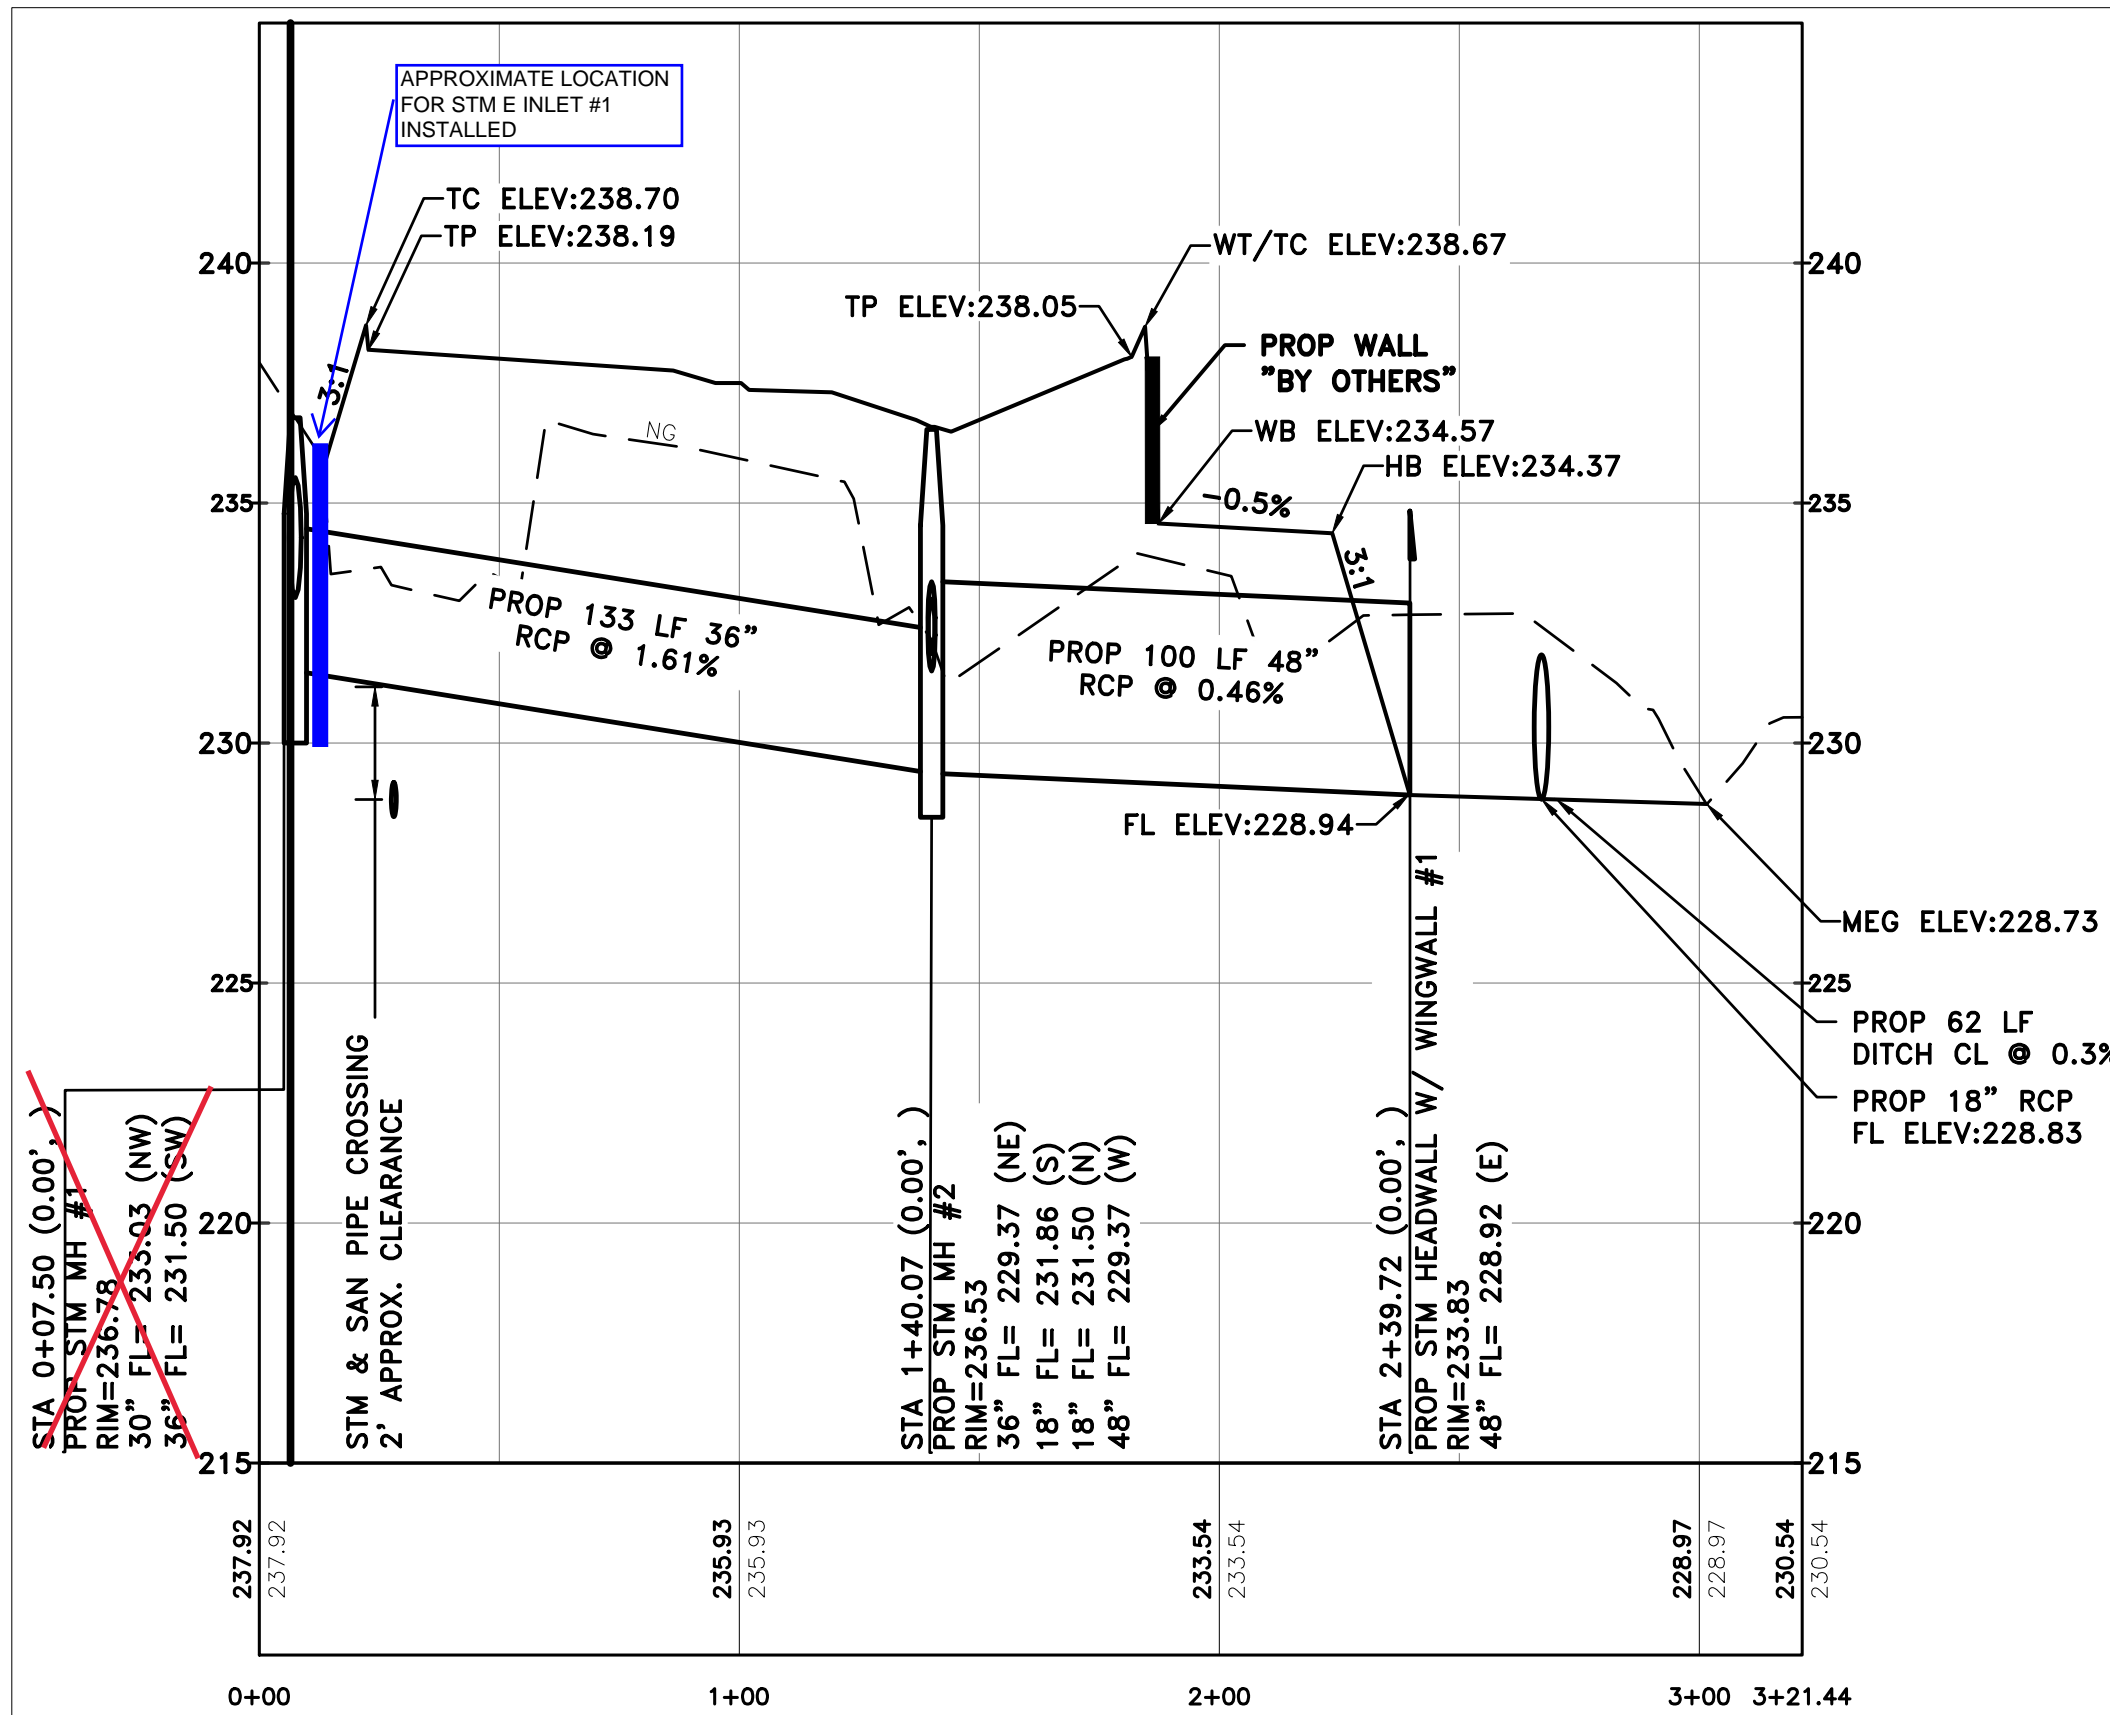 APPROXIMATE LOCATION
FOR STM E INLET #1
INSTALLED
TC ELEV:238.70
TP ELEV:238.19
WT/TC ELEV:238.67
TP ELEV:238.05
PROP WALL
"BY OTHERS"
WB ELEV:234.57
HB ELEV:234.37
240
240
3:1
NG
235
235
-0.5%
3:1
PROP 133 LF 36"
RCP @ 1.61%
PROP 100 LF 48"
RCP @ 0.46%
230
230
FL ELEV:228.94
MEG ELEV:228.73
225
225
PROP 62 LF
DITCH CL @ 0.3%
PROP 18" RCP
FL ELEV:228.83
STA 0+07.50 (0.00', )
PROP STM MH #1
RIM=236.78
30" FL= 233.03 (NW)
36" FL= 231.50 (SW)
STM & SAN PIPE CROSSING
2' APPROX. CLEARANCE
STA 1+40.07 (0.00', )
PROP STM MH #2
RIM=236.53
36" FL= 229.37 (NE)
18" FL= 231.86 (S)
18" FL= 231.50 (N)
48" FL= 229.37 (W)
STA 2+39.72 (0.00', )
PROP STM HEADWALL W/ WINGWALL #1
RIM=233.83
48" FL= 228.92 (E)
220
220
215
215
237.92
237.92
235.93
235.93
233.54
233.54
228.97
228.97
230.54
230.54
0+00
1+00
2+00
3+00
3+21.44